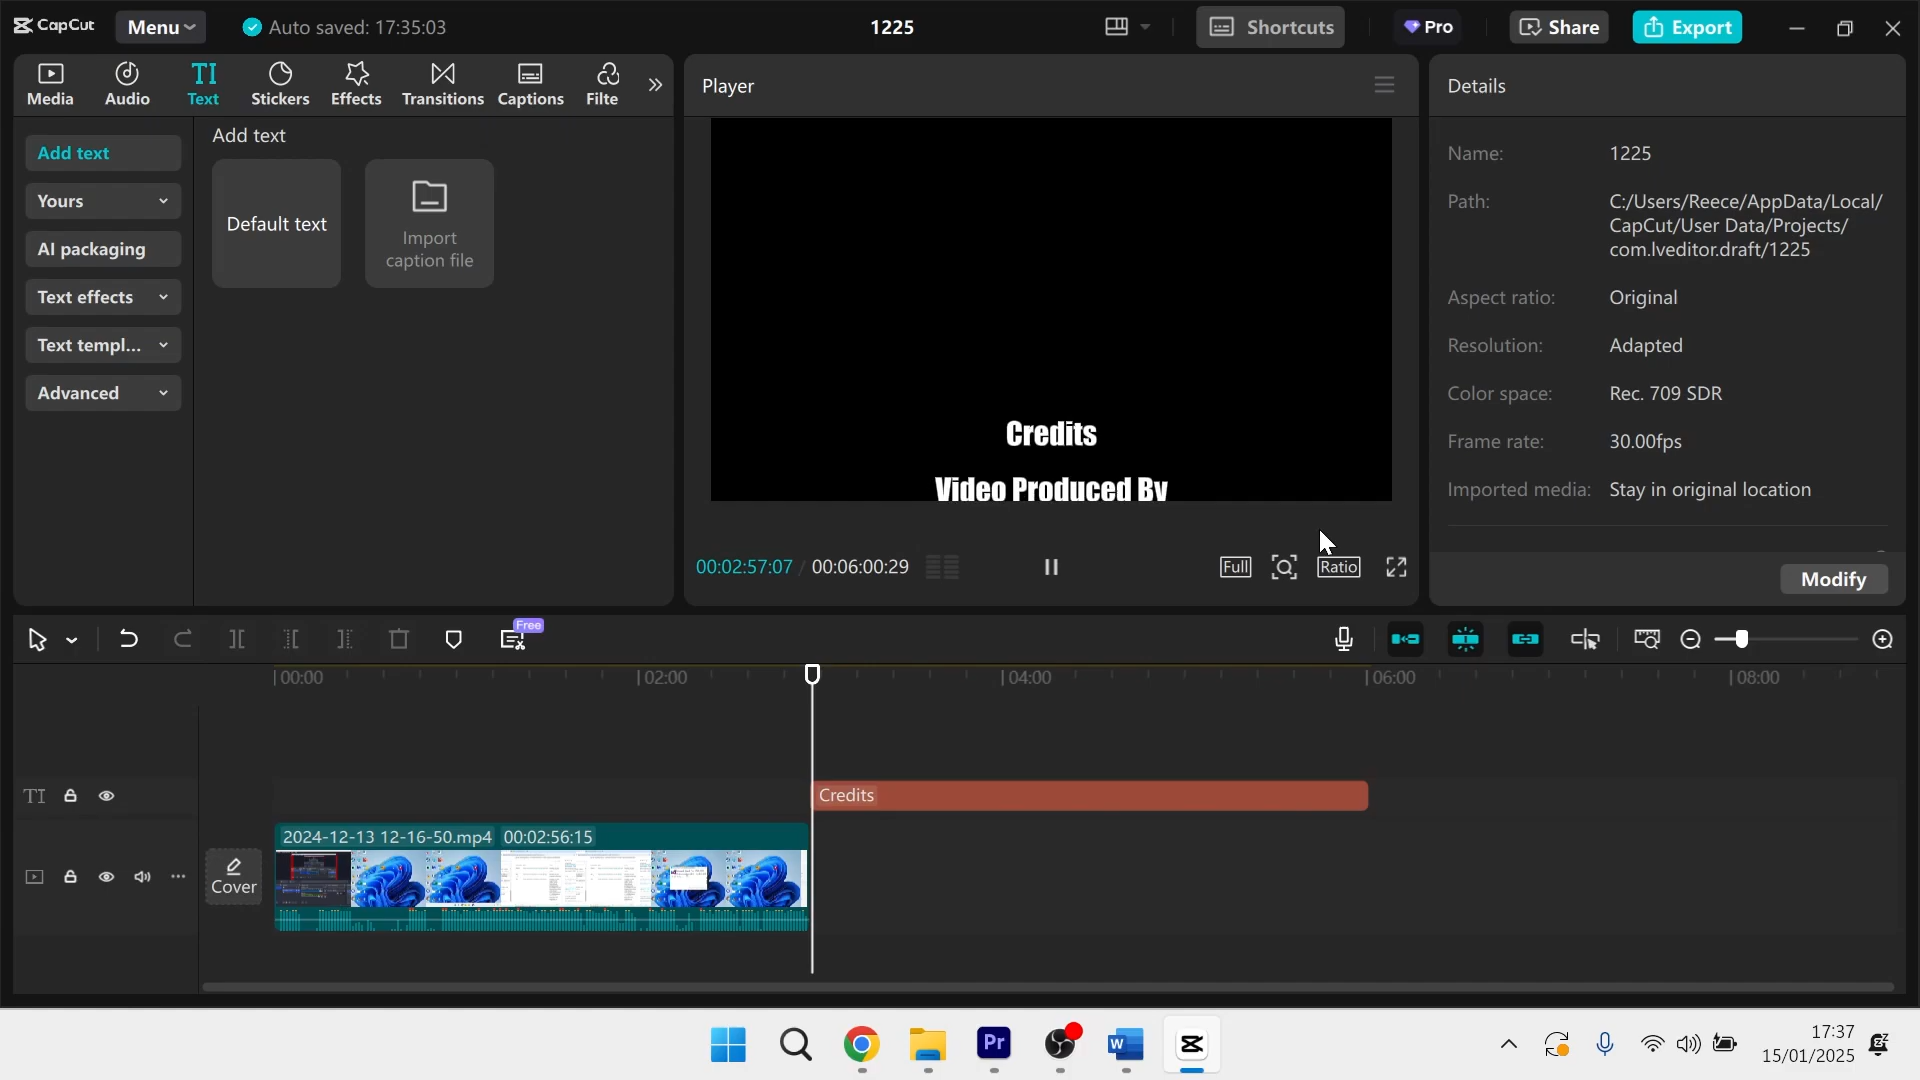 CapCut
Menu
Auto saved: 17:35:03
1225
Shortcuts
Pro
Share
Export
Media
Audio
TI
Text
Stickers
Effects
Transitions
Captions
Filte
Player
Details
Add text
Yours
AI packaging
Text effects
Text templ...
Advanced
Add text
Default text
Import
caption file
Credits
Video Produced By
00:02:57:07 / 00:06:00:29
Full
Ratio
Name: 1225
Path: C:/Users/Reece/AppData/Local/
CapCut/User Data/Projects/
com.lveditor.draft/1225
Aspect ratio: Original
Resolution: Adapted
Color space: Rec. 709 SDR
Frame rate: 30.00fps
Imported media: Stay in original location
Modify
Free
00:00
02:00
04:00
06:00
08:00
TI
Credits
Cover
2024-12-13 12-16-50.mp4 00:02:56:15
Pr
W
17:37
15/01/2025